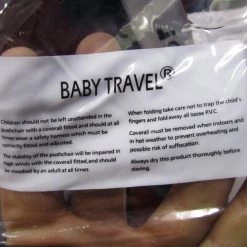 BABY TRAVEL®
Children should not be left unattended in the
pushchair with a coverall fitted,and should at all
times wear a safety harness which must be
correctly fitted and adjusted.
The stability of the pushchair will be impaired in
high winds with the coverall fitted,and should
be visuallied by an adult at all times.
When folding take care not to trap the child's
fingers and fold.away all loose P.V.C.
Coverall must be removed when indoors and
in hot weather to prevent overheating and
possible risk of suffocation.
Always dry this product thoroughly before
storing.